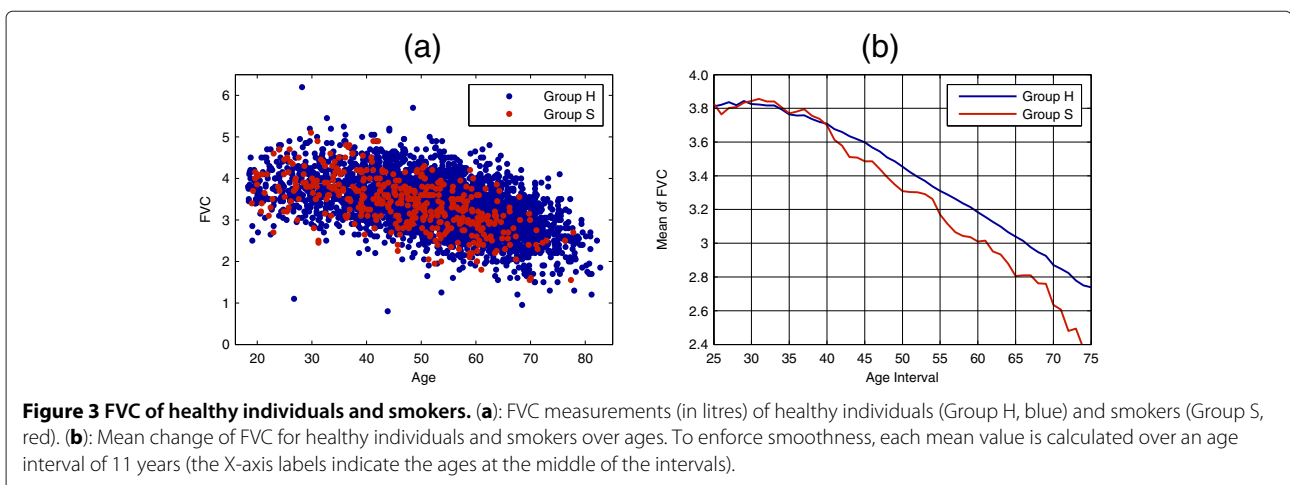 (a)
(b)
Group H
Group S
6
5
4
3
2
1
0
FVC
20 30 40 50 60 70 80
Age
Group H
Group S
4.0
3.8
3.6
3.4
3.2
3
2.8
2.6
2.4
Mean of FVC
25 30 35 40 45 50 55 60 65 70 75
Age Interval
Figure 3 FVC of healthy individuals and smokers. (a): FVC measurements (in litres) of healthy individuals (Group H, blue) and smokers (Group S,
red). (b): Mean change of FVC for healthy individuals and smokers over ages. To enforce smoothness, each mean value is calculated over an age
interval of 11 years (the X-axis labels indicate the ages at the middle of the intervals).